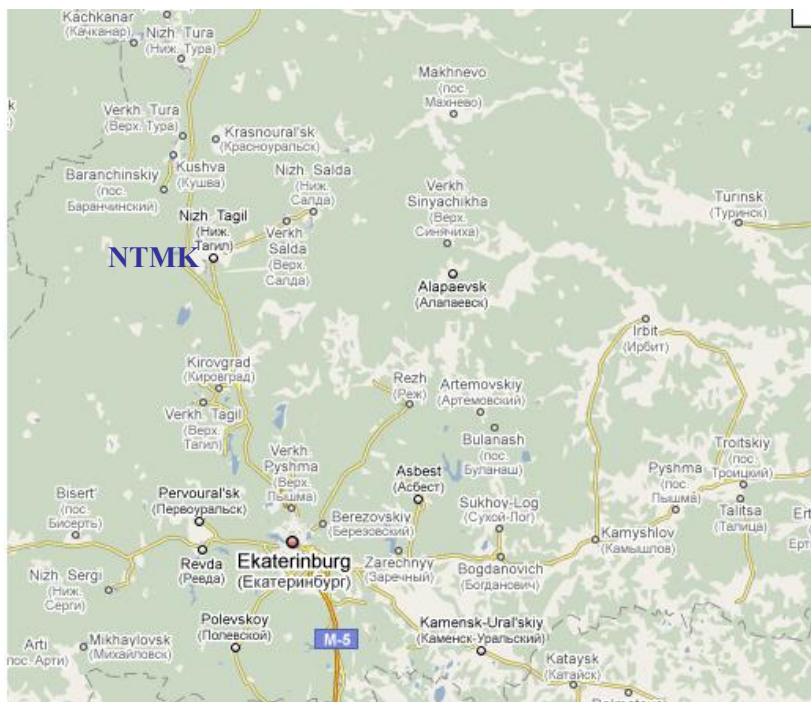 Kachkanar
(Качканар)
Nizh. Tura
(Ниж. Тура)
Makhnevo
(пос.
Махнево)
Verkh. Tura
(Верх. Тура)
Krasnoural'sk
(Красноуральск)
Kushva
(Кушва)
Baranchinskiy
(пос.
Баранчинский)
Nizh Salda
(Ниж.
Салда)
Verkh
Sinyachikha
(Верх.
Синячиха)
Turinsk
(Туринск)
Nizh Tagil
(Ниж.
Тагил)
Verkh
Salda
(Верх.
Салда)
NTMK
Alapaevsk
(Алапаевск)
Irbit
(Ирбит)
Kirovgrad
(Кировград)
Rezh
(Реж)
Artemovskiy
(Артемовский)
Verkh Tagil
(Верх.
Тагил)
Bulanash
(пос.
Буланаш)
Verkh
Pyshma
(Верх.
Пышма)
Asbest
(Асбест)
Troitskiy
(пос.
Троицкий)
Pyshma
(пос.
Пышма)
Bisert'
(пос.
Бисерть)
Pervoural'sk
(Первоуральск)
Sukhoy-Log
(Сухой-Лог)
Talitsa
(Талица)
Berezovskiy
(Березовский)
Kamyshlov
(Камышлов)
Ekaterinburg
(Екатеринбург)
Revda
(Ревда)
Zarechnyy
(Заречный)
Bogdanovich
(Богданович)
Nizh Sergi
(Ниж.
Серги)
Polevskoy
(Полевской)
Kamensk-Ural'skiy
(Каменск-Уральский)
M-5
Arti
пос. Арти)
Mikhaylovsk
(Михайловск)
Kataysk
(Катайск)